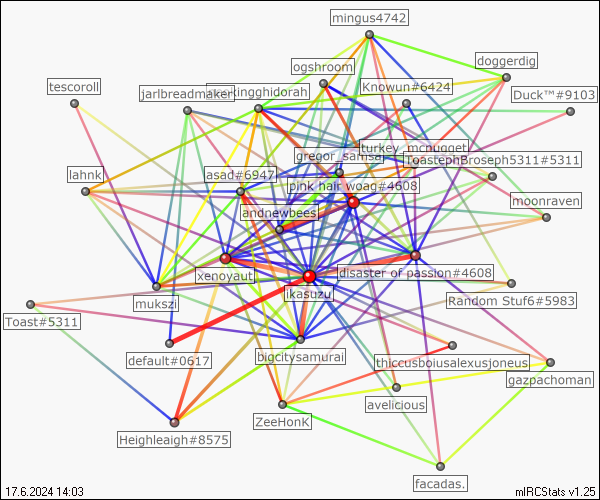 mingus4742
ogshroom
doggerdig
tescoroll
jarlbreadmaker
kingghidorah
Knowun#6424
Duck™#9103
turkey_mcnugget
gregor_samsa
ToastephBroseph5311#5311
lahnk
asad#6947
pink hair woag#4608
moonraven
andnewbees
xenoyaut
disaster of passion#4608
mukszi
ikasuzu
Random Stuf6#5983
Toast#5311
default#0617
bigcitysamurai
thiccusboiusalexusjoneus
gazpachoman
avelicious
Heighleaigh#8575
ZeeHonK
facadas.
17.6.2024 14:03
mIRCStats v1.25